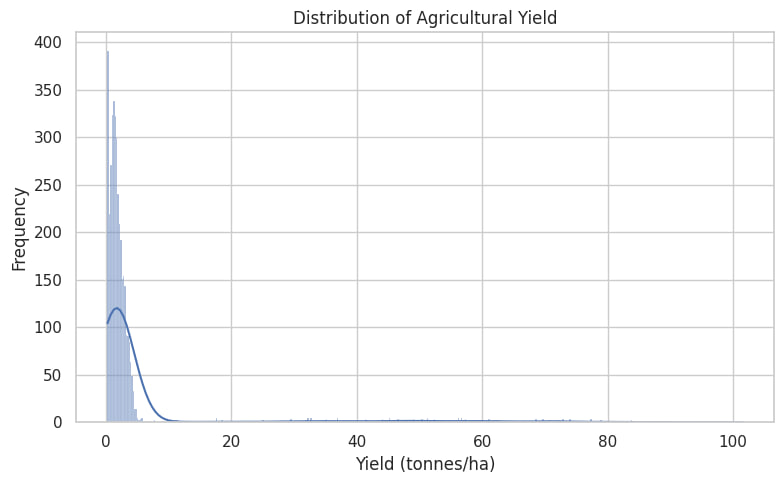 Distribution of Agricultural Yield
400
350
300
250
200
150
100
50
0
Frequency
0 20 40 60 80 100
Yield (tonnes/ha)